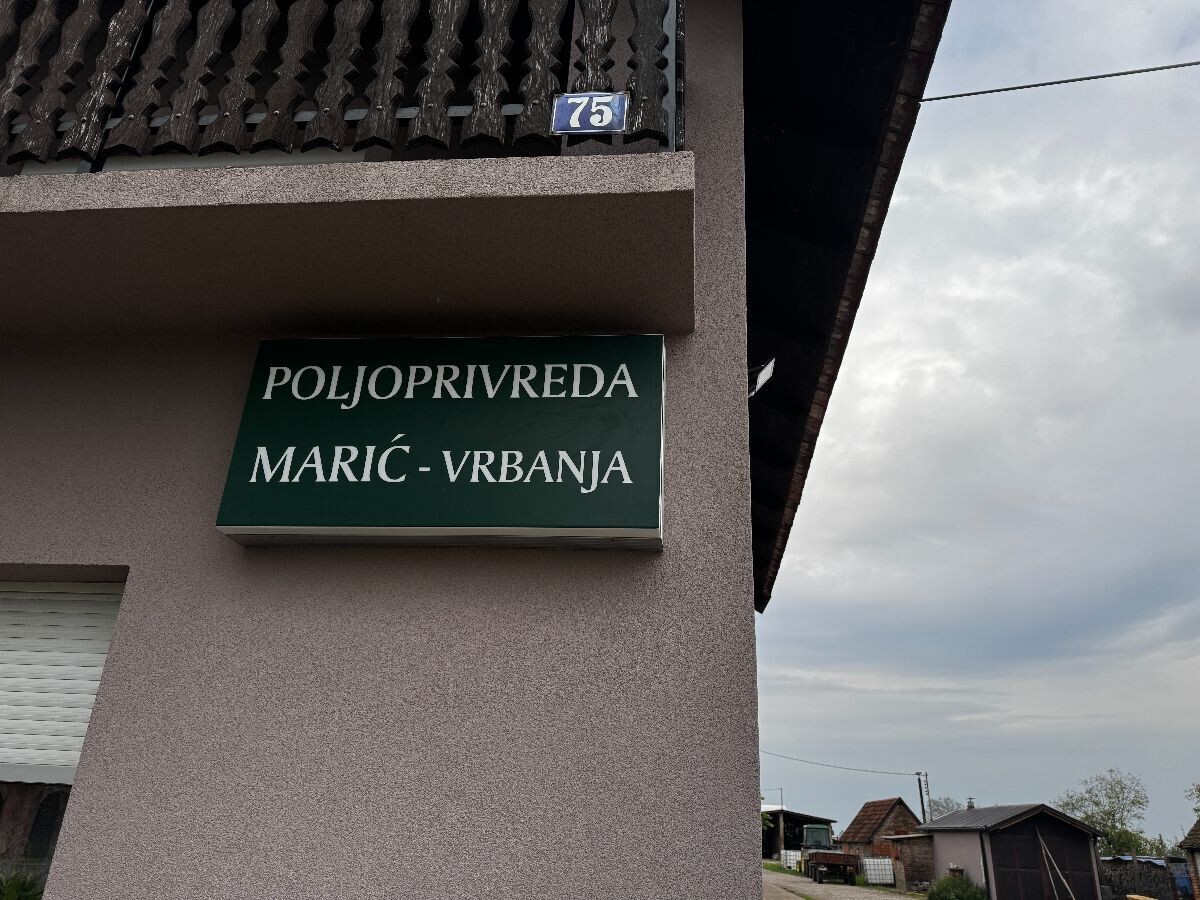 75
POLJOPRIVREDA
MARIĆ - VRBANJA